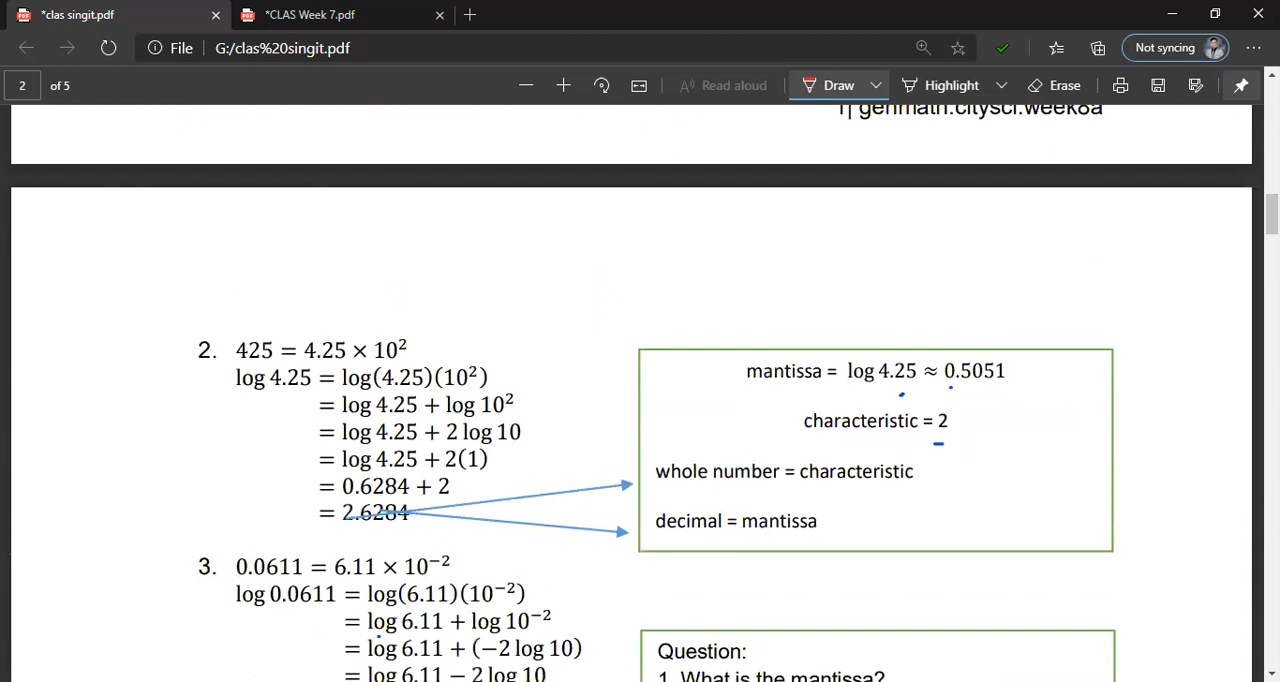 *clas singit.pdf
*CLAS Week 7.pdf
File
G:/clas%20singit.pdf
Not syncing
2 of 5
Read aloud
Draw
Highlight
Erase
1| genmath.citysci.week8a
2. 425 = 4.25 × 10²
log 4.25 = log(4.25)(10²)
= log 4.25 + log 10²
= log 4.25 + 2 log 10
= log 4.25 + 2(1)
= 0.6284 + 2
= 2.6284
mantissa = log 4.25 ≈ 0.5051
characteristic = 2
whole number = characteristic
decimal = mantissa
3. 0.0611 = 6.11 × 10⁻²
log 0.0611 = log(6.11)(10⁻²)
= log 6.11 + log 10⁻²
= log 6.11 + (−2 log 10)
= log 6.11 − 2 log 10
Question:
1. What is the mantissa?